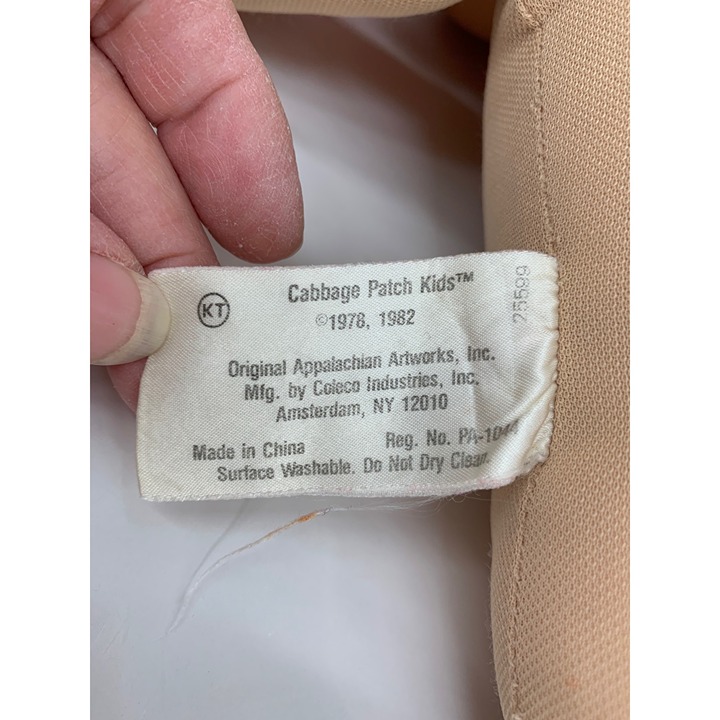 KT
Cabbage Patch Kids™
©1978, 1982
25599
Original Appalachian Artworks, Inc.
Mfg. by Coleco Industries, Inc.
Amsterdam, NY 12010
Made in China Reg. No. PA-1044
Surface Washable. Do Not Dry Clean.